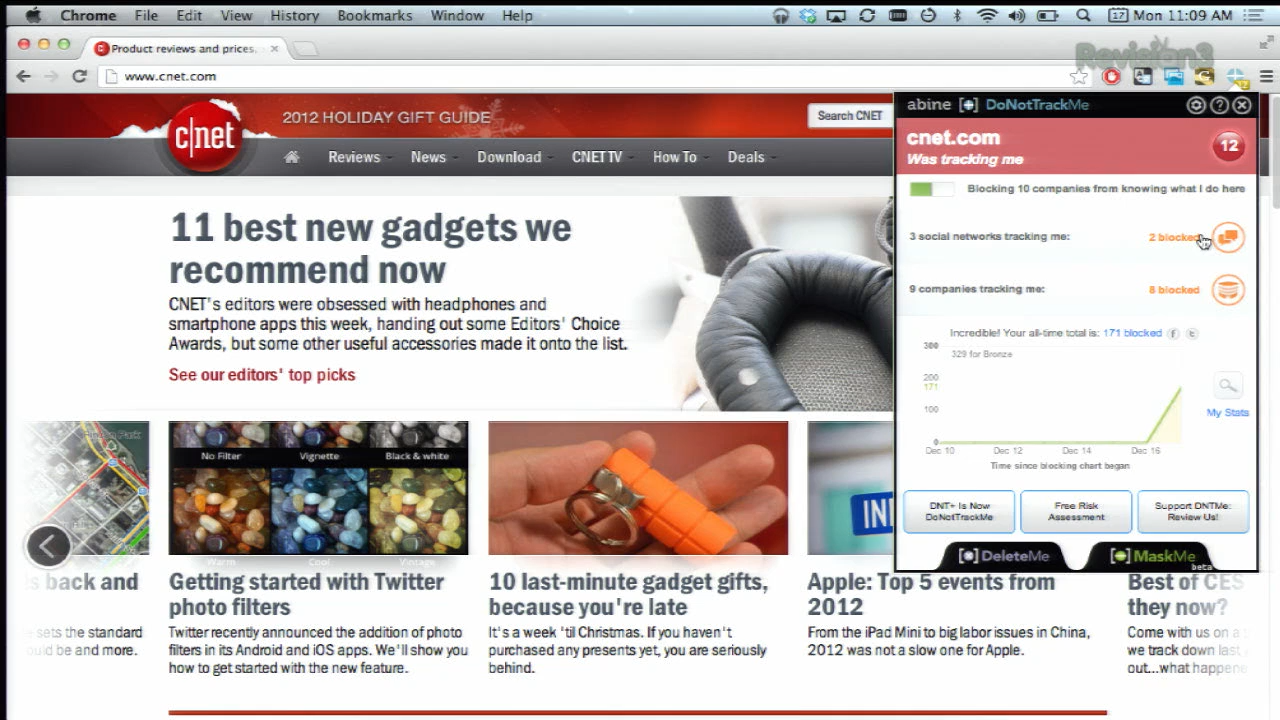 Chrome File Edit View History Bookmarks Window Help
17 Mon 11:09 AM
Product reviews and prices,
Revision3
www.cnet.com
c|net
2012 HOLIDAY GIFT GUIDE
Search CNET
Reviews News Download CNET TV How To Deals
abine DoNotTrackMe
cnet.com
Was tracking me
12
Blocking 10 companies from knowing what I do here
3 social networks tracking me: 2 blocked
9 companies tracking me: 8 blocked
Incredible! Your all-time total is: 171 blocked
300
329 for Bronze
200
171
100
0
Dec 10 Dec 12 Dec 14 Dec 16
Time since blocking chart began
My Stats
DNT+ Is Now
DoNotTrackMe
Free Risk
Assessment
Support DNTMe:
Review Us!
DeleteMe
MaskMe
beta
11 best new gadgets we
recommend now
CNET's editors were obsessed with headphones and
smartphone apps this week, handing out some Editors' Choice
Awards, but some other useful accessories made it onto the list.
See our editors' top picks
No Filter Vignette Black & white
Warm Cool Vintage
IN
s back and
e sets the standard
ould be and more.
Getting started with Twitter
photo filters
Twitter recently announced the addition of photo
filters in its Android and iOS apps. We'll show you
how to get started with the new feature.
10 last-minute gadget gifts,
because you're late
It's a week 'til Christmas. If you haven't
purchased any presents yet, you are seriously
behind.
Apple: Top 5 events from
2012
From the iPad Mini to big labor issues in China,
2012 was not a slow one for Apple.
Best of CES
they now?
Come with us on a
we track down last
out...what happene